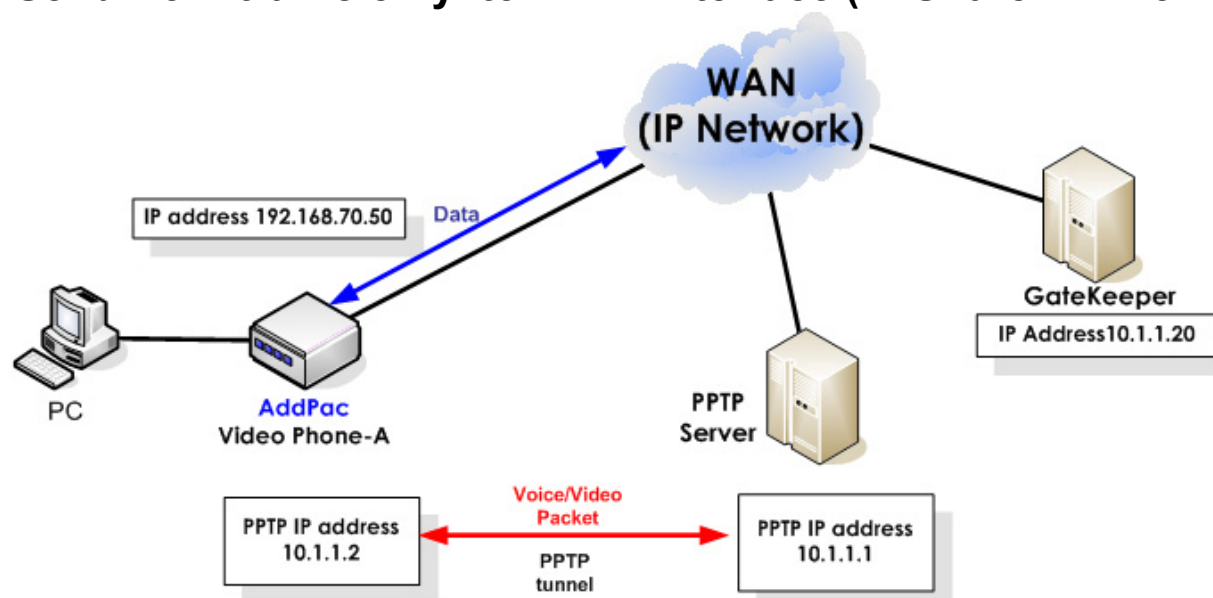 WAN
(IP Network)
IP address 192.168.70.50
Data
GateKeeper
IP Address10.1.1.20
PC
AddPac
Video Phone-A
PPTP
Server
Voice/Video
Packet
PPTP IP address
10.1.1.2
PPTP IP address
10.1.1.1
PPTP
tunnel